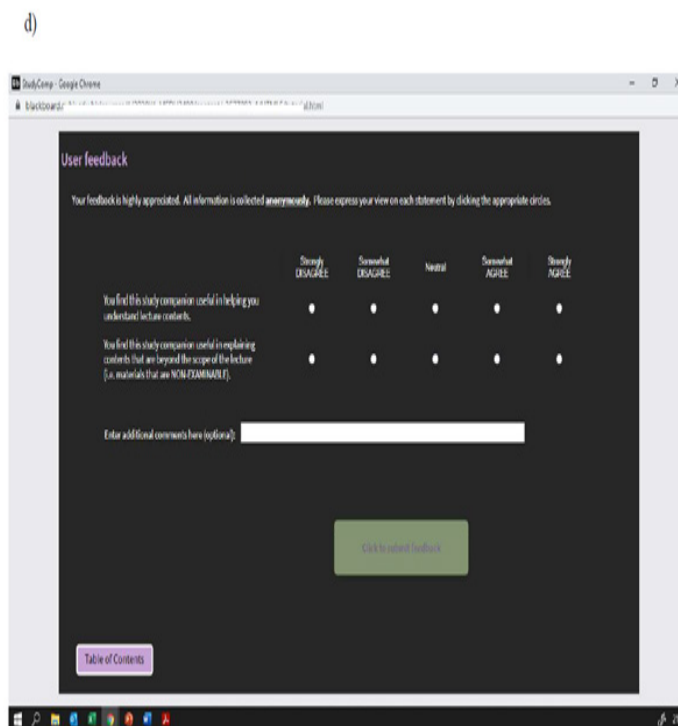 d)
StudyComp - Google Chrome
blackboard.
User feedback
Your feedback is highly appreciated. All information is collected anonymously. Please express your view on each statement by clicking the appropriate circles.
Strongly DISAGREE Somewhat DISAGREE Neutral Somewhat AGREE Strongly AGREE
You find this study companion useful in helping you
understand lecture contents.
You find this study companion useful in explaining
contents that are beyond the scope of the lecture
(i.e. materials that are NON-EXAMINABLE).
Enter additional comments here (optional):
Click to submit feedback
Table of Contents